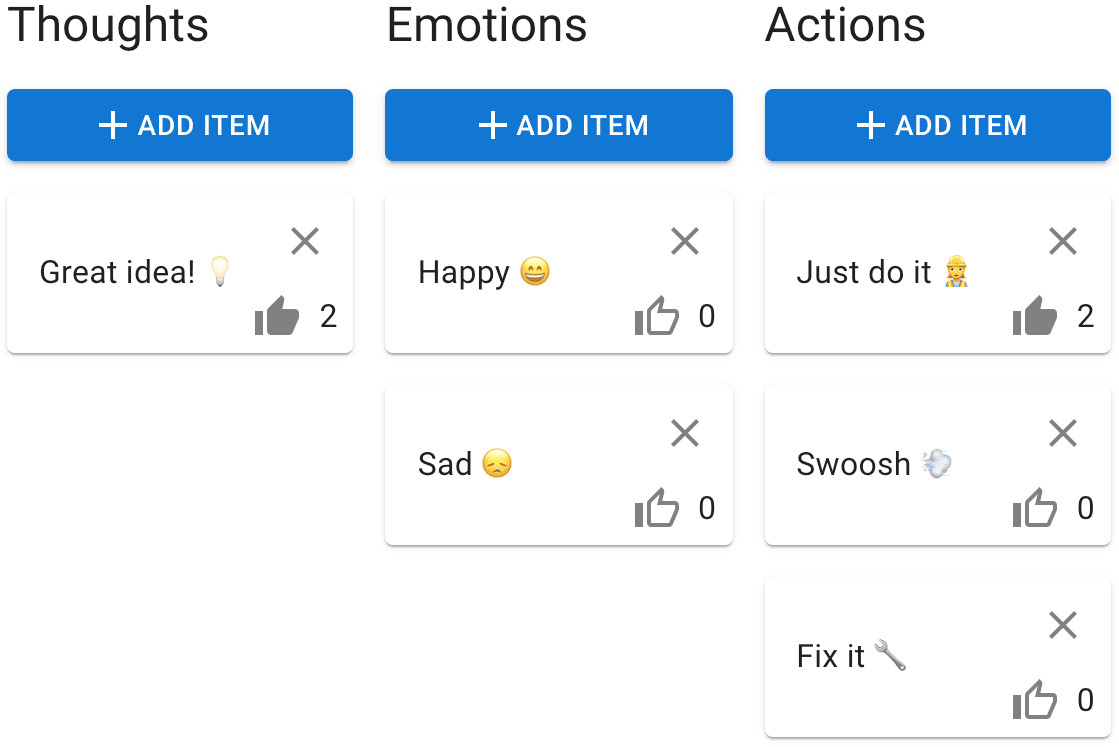 Thoughts
Emotions
Actions
ADD ITEM
ADD ITEM
ADD ITEM
Great idea! 💡
2
Happy 😄
0
Just do it 👷‍♀️
2
Sad 😞
0
Swoosh 💨
0
Fix it 🔧
0